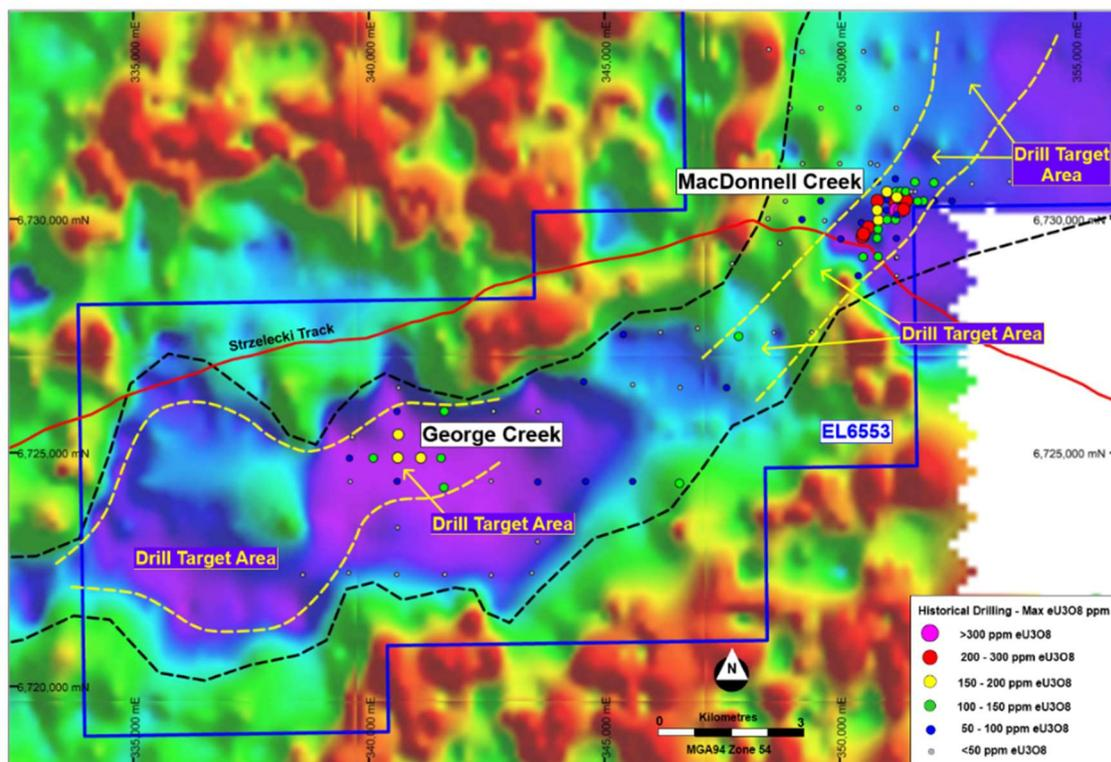 335,000 mE
340,000 mE
345,000 mE
350,000 mE
355,000 mE
MacDonnell Creek
Drill Target
Area
6,730,000 mN
6,730,000 mN
Strzelecki Track
Drill Target Area
George Creek
EL6553
6,725,000 mN
6,725,000 mN
Drill Target Area
Drill Target Area
6,720,000 mN
335,000 mE
340,000 mE
345,000 mE
350,000 mE
N
0 Kilometres 3
MGA94 Zone 54
Historical Drilling - Max eU3O8 ppm
>300 ppm eU3O8
200 - 300 ppm eU3O8
150 - 200 ppm eU3O8
100 - 150 ppm eU3O8
50 - 100 ppm eU3O8
<50 ppm eU3O8